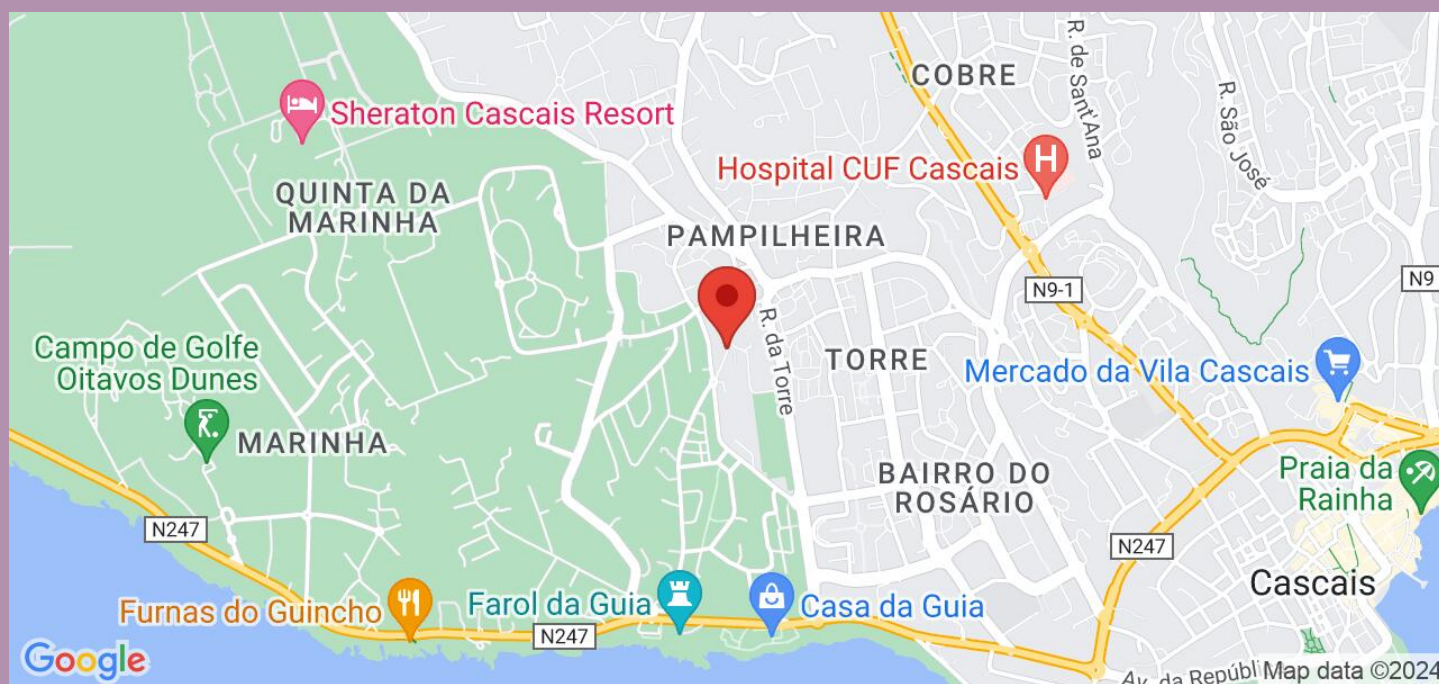 COBRE
R. de Sant'Ana
R. São José
Sheraton Cascais Resort
Hospital CUF Cascais
H
QUINTA DA
MARINHA
PAMPILHEIRA
N9-1
N9
R. da Torre
Campo de Golfe
Oitavos Dunes
TORRE
Mercado da Vila Cascais
MARINHA
BAIRRO DO
ROSÁRIO
Praia da
Rainha
N247
N247
Cascais
Furnas do Guincho
Farol da Guia
Casa da Guia
N247
Google
Av. da Repúbli
Map data ©2024